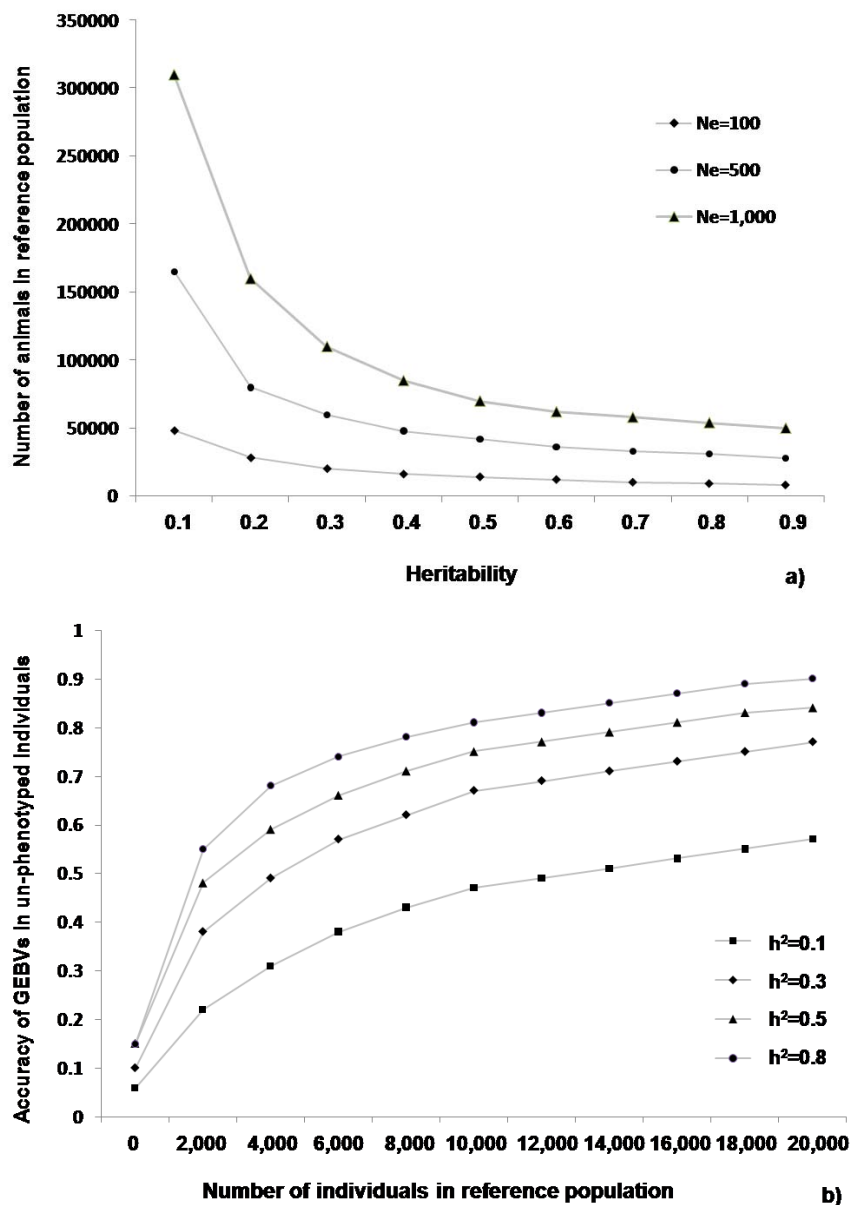 350000
300000
250000
200000
150000
100000
50000
0
Number of animals in reference population
Ne=100
Ne=500
Ne=1,000
0.1 0.2 0.3 0.4 0.5 0.6 0.7 0.8 0.9
Heritability
a)
1
0.9
0.8
0.7
0.6
0.5
0.4
0.3
0.2
0.1
0
Accuracy of GEBVs in un-phenotyped individuals
h²=0.1
h²=0.3
h²=0.5
h²=0.8
0 2,000 4,000 6,000 8,000 10,000 12,000 14,000 16,000 18,000 20,000
Number of individuals in reference population
b)